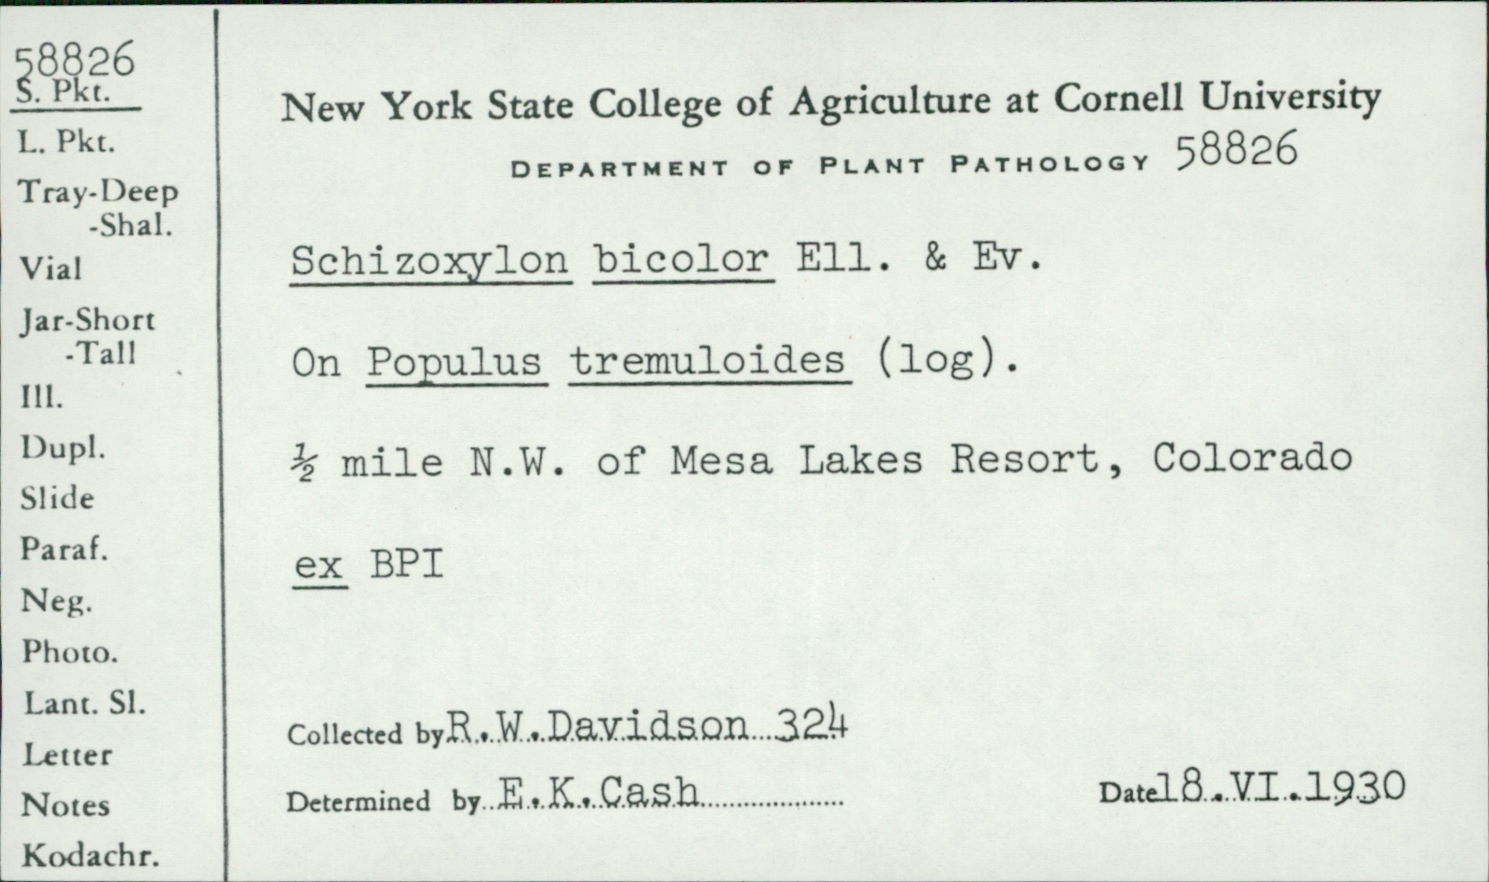 58826
S. Pkt.
L. Pkt.
Tray-Deep
-Shal.
Vial
Jar-Short
-Tall
Ill.
Dupl.
Slide
Paraf.
Neg.
Photo.
Lant. Sl.
Letter
Notes
Kodachr.
New York State College of Agriculture at Cornell University
DEPARTMENT OF PLANT PATHOLOGY 58826
Schizoxylon bicolor Ell. & Ev.
On Populus tremuloides (log).
½ mile N.W. of Mesa Lakes Resort, Colorado
ex BPI
Collected by R.W.Davidson 324
Determined by E.K.Cash Date 18.VI.1930